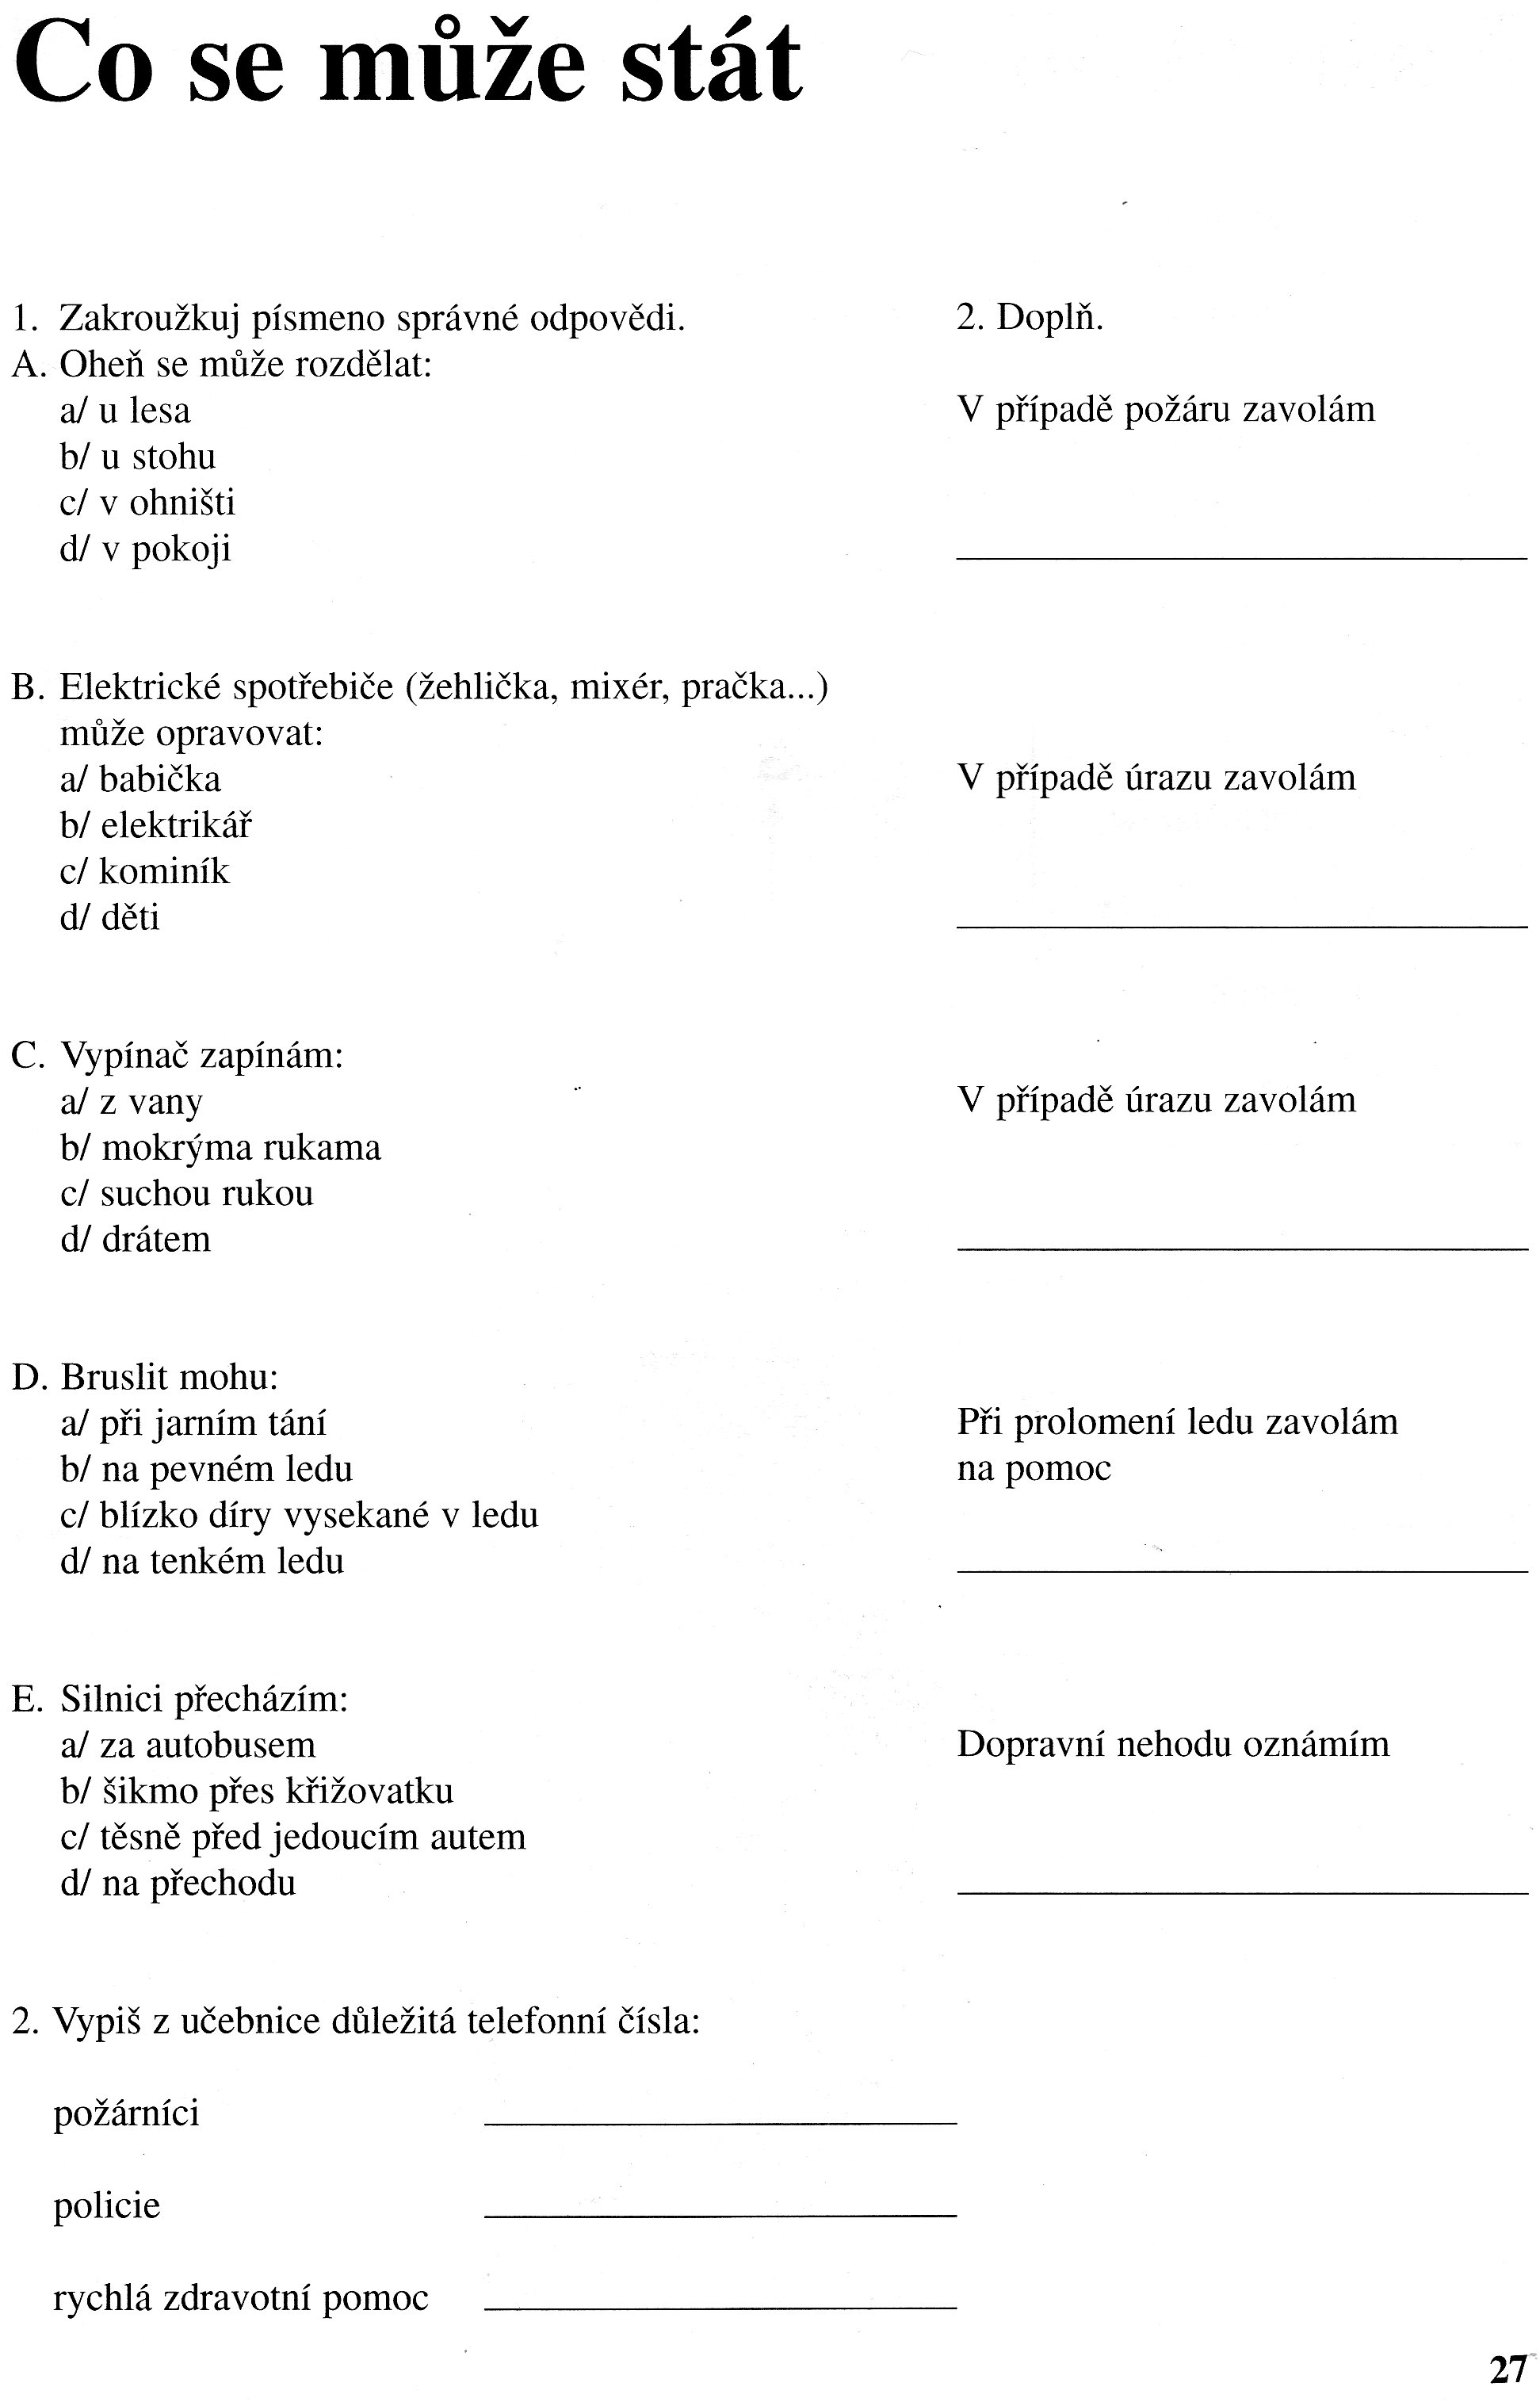 Co se může stát
1. Zakroužkuj písmeno správné odpovědi.
A. Oheň se může rozdělat:
a/ u lesa
b/ u stohu
c/ v ohništi
d/ v pokoji
2. Doplň.
V případě požáru zavolám
B. Elektrické spotřebiče (žehlička, mixér, pračka...)
může opravovat:
a/ babička
b/ elektrikář
c/ kominík
d/ děti
V případě úrazu zavolám
C. Vypínač zapínám:
a/ z vany
b/ mokrýma rukama
c/ suchou rukou
d/ drátem
V případě úrazu zavolám
D. Bruslit mohu:
a/ při jarním tání
b/ na pevném ledu
c/ blízko díry vysekané v ledu
d/ na tenkém ledu
Při prolomení ledu zavolám
na pomoc
E. Silnici přecházím:
a/ za autobusem
b/ šikmo přes křižovatku
c/ těsně před jedoucím autem
d/ na přechodu
Dopravní nehodu oznámím
2. Vypiš z učebnice důležitá telefonní čísla:
požárníci
policie
rychlá zdravotní pomoc
27